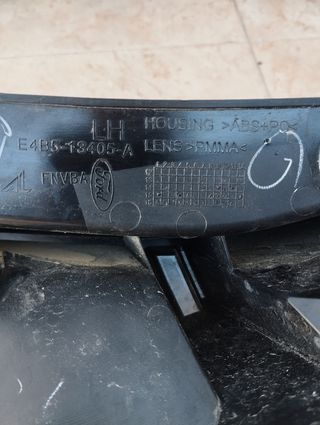 LH
HOUSING >ABS+PC<
E4B5-13405-A
LENS >PMMA<
FNVBA
Ford